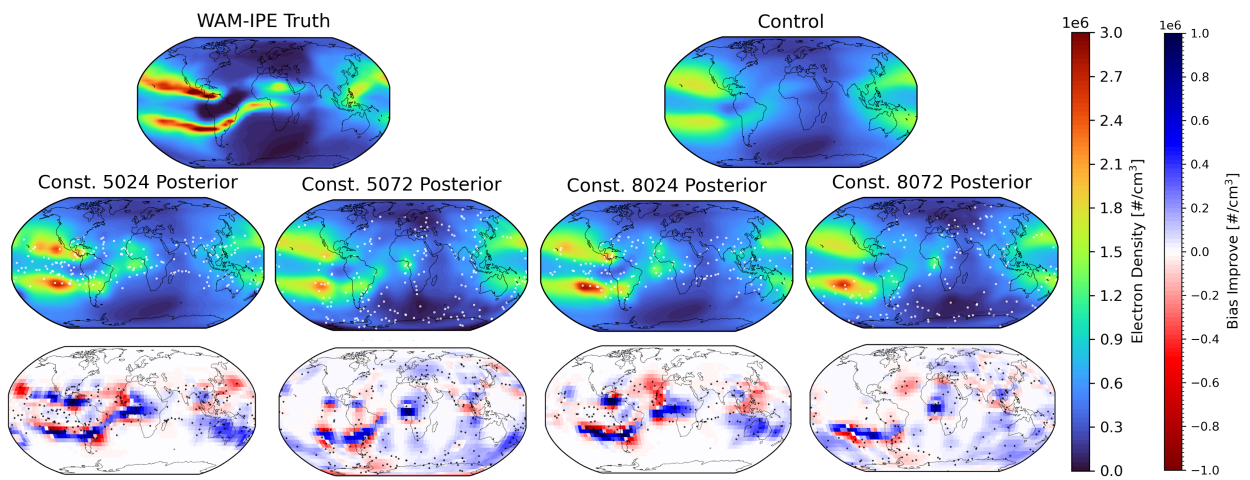 WAM-IPE Truth
Control
Const. 5024 Posterior
Const. 5072 Posterior
Const. 8024 Posterior
Const. 8072 Posterior
1e6
3.0
2.7
2.4
2.1
1.8
1.5
1.2
0.9
0.6
0.3
0.0
Electron Density [#/cm³]
1e6
1.0
0.8
0.6
0.4
0.2
0.0
−0.2
−0.4
−0.6
−0.8
−1.0
Bias Improve [#/cm³]